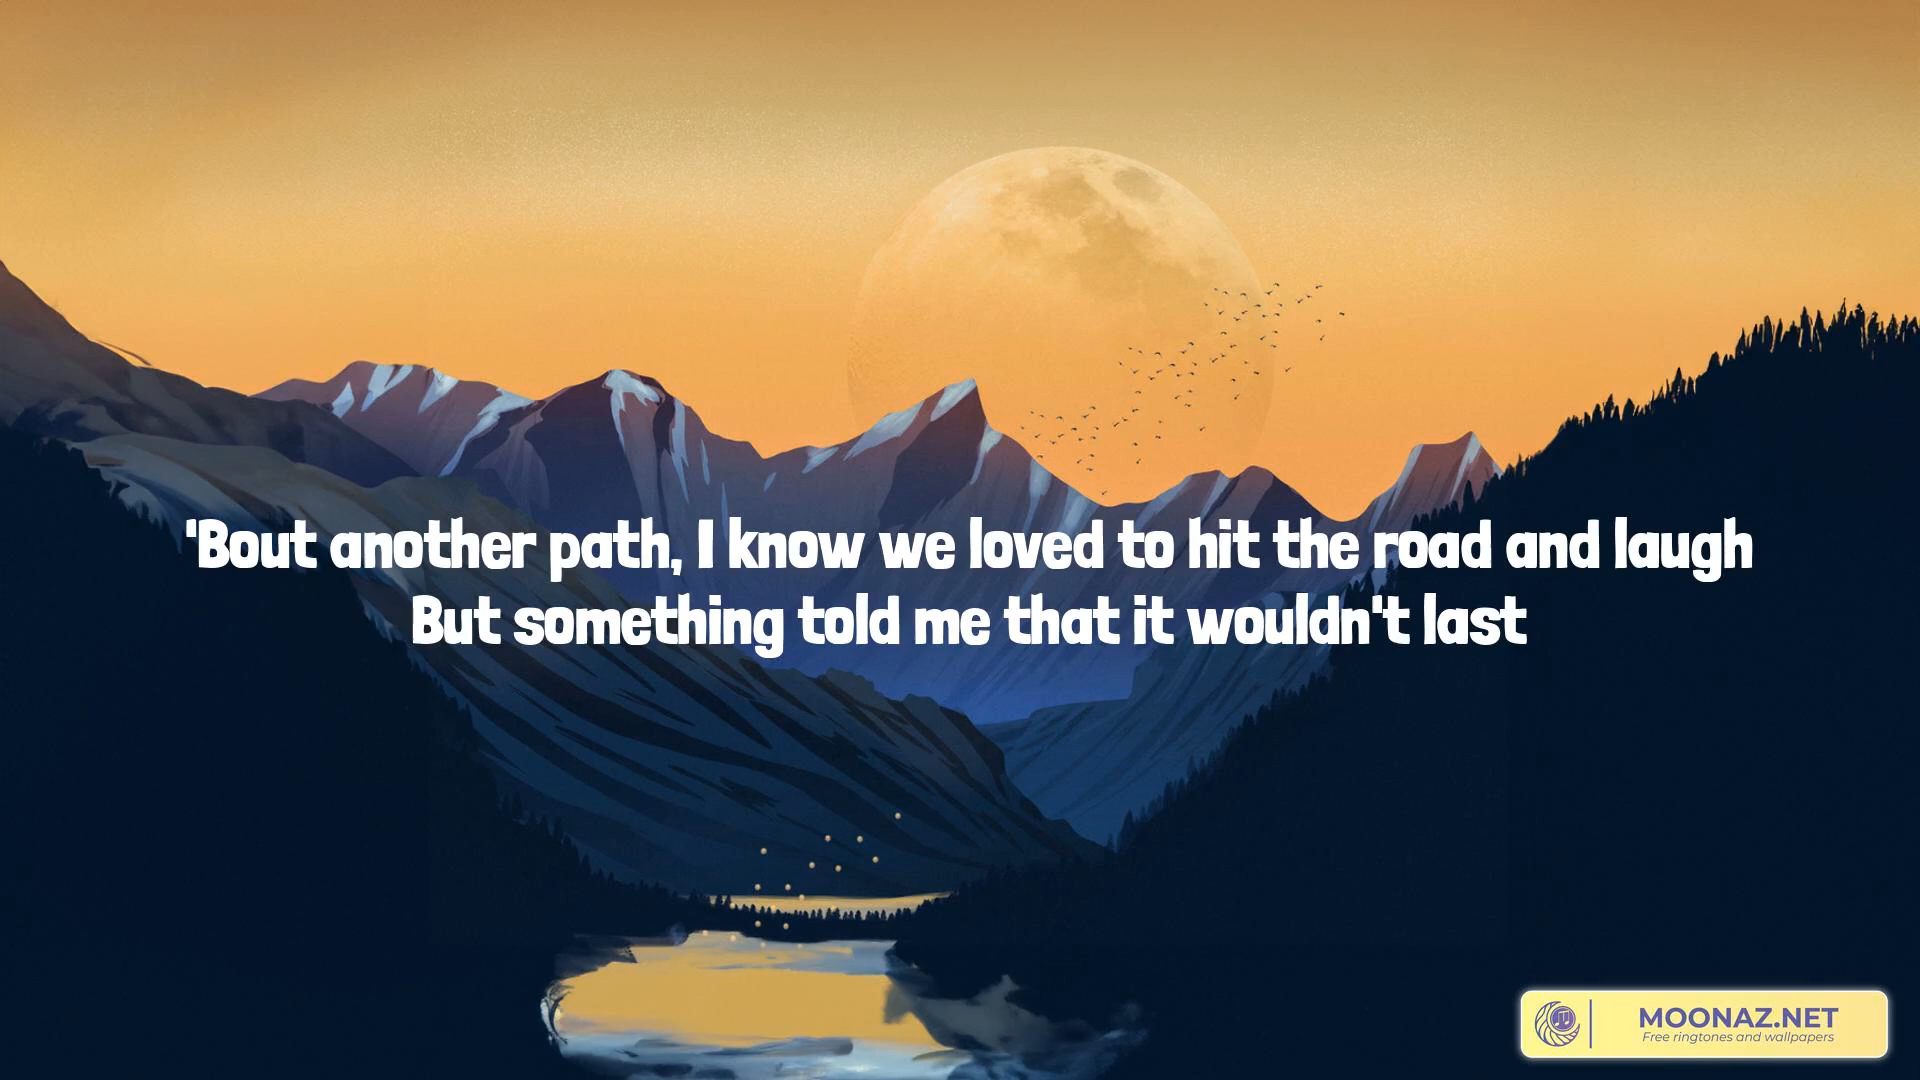 'Bout another path, I know we loved to hit the road and laugh
But something told me that it wouldn't last
MOONAZ.NET
Free ringtones and wallpapers